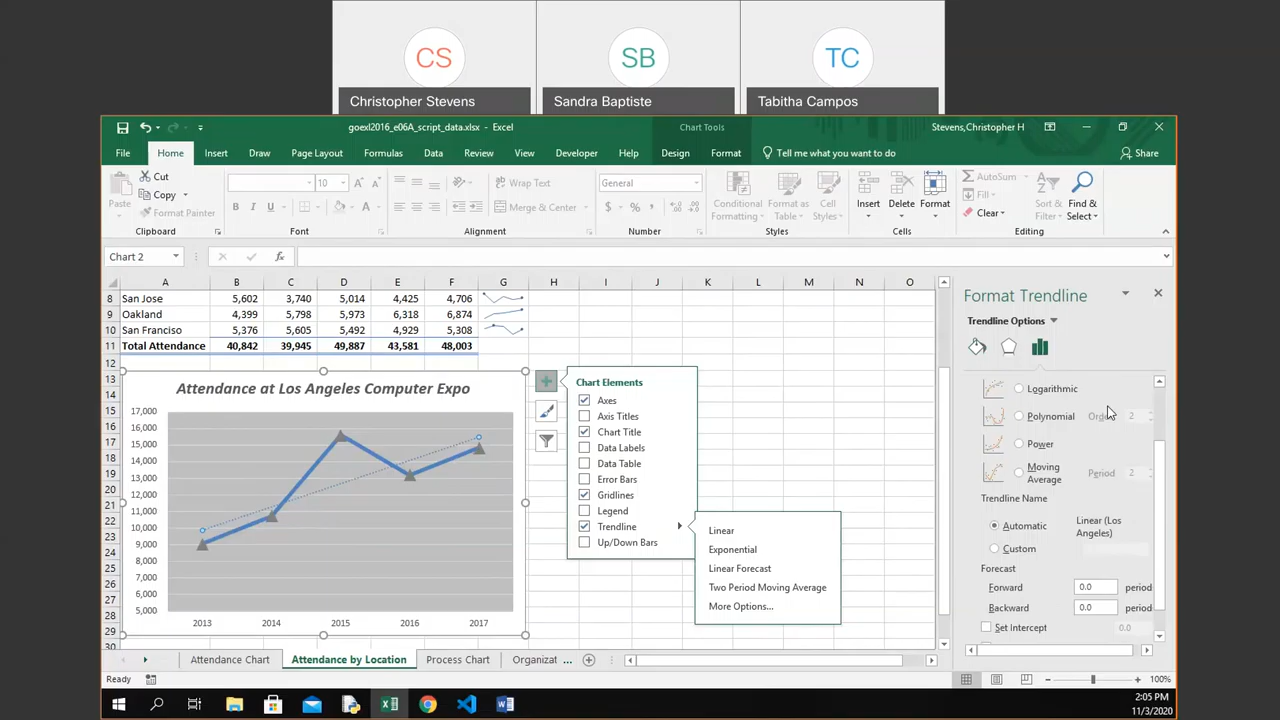 CS
SB
TC
Christopher Stevens
Sandra Baptiste
Tabitha Campos
goexl2016_e06A_script_data.xlsx - Excel
Chart Tools
Stevens,Christopher H
File Home Insert Draw Page Layout Formulas Data Review View Developer Help Design Format Tell me what you want to do Share
Paste
Cut
Copy
Format Painter
Clipboard
10
A A
B I U
A
Font
Wrap Text
Merge & Center
Alignment
General
$ % ,
Number
Conditional Formatting
Format as Table
Cell Styles
Styles
Insert Delete Format
Cells
AutoSum
Fill
Clear
Sort & Filter
Find & Select
Editing
Chart 2
fx
A B C D E F G H I J K L M N O
8 San Jose 5,602 3,740 5,014 4,425 4,706
9 Oakland 4,399 5,798 5,973 6,318 6,874
10 San Franciso 5,376 5,605 5,492 4,929 5,308
11 Total Attendance 40,842 39,945 49,887 43,581 48,003
12
13
14
15
16
17
18
19
20
21
22
23
24
25
26
27
28
29
30
Attendance at Los Angeles Computer Expo
17,000
16,000
15,000
14,000
13,000
12,000
11,000
10,000
9,000
8,000
7,000
6,000
5,000
2013 2014 2015 2016 2017
Chart Elements
Axes
Axis Titles
Chart Title
Data Labels
Data Table
Error Bars
Gridlines
Legend
Trendline
Up/Down Bars
Linear
Exponential
Linear Forecast
Two Period Moving Average
More Options...
Format Trendline
Trendline Options
Logarithmic
Polynomial Ord 2
Power
Moving Average Period 2
Trendline Name
Automatic Linear (Los Angeles)
Custom
Forecast
Forward 0.0 period
Backward 0.0 period
Set Intercept 0.0
Attendance Chart Attendance by Location Process Chart Organizat ...
Ready
100%
2:05 PM
11/3/2020